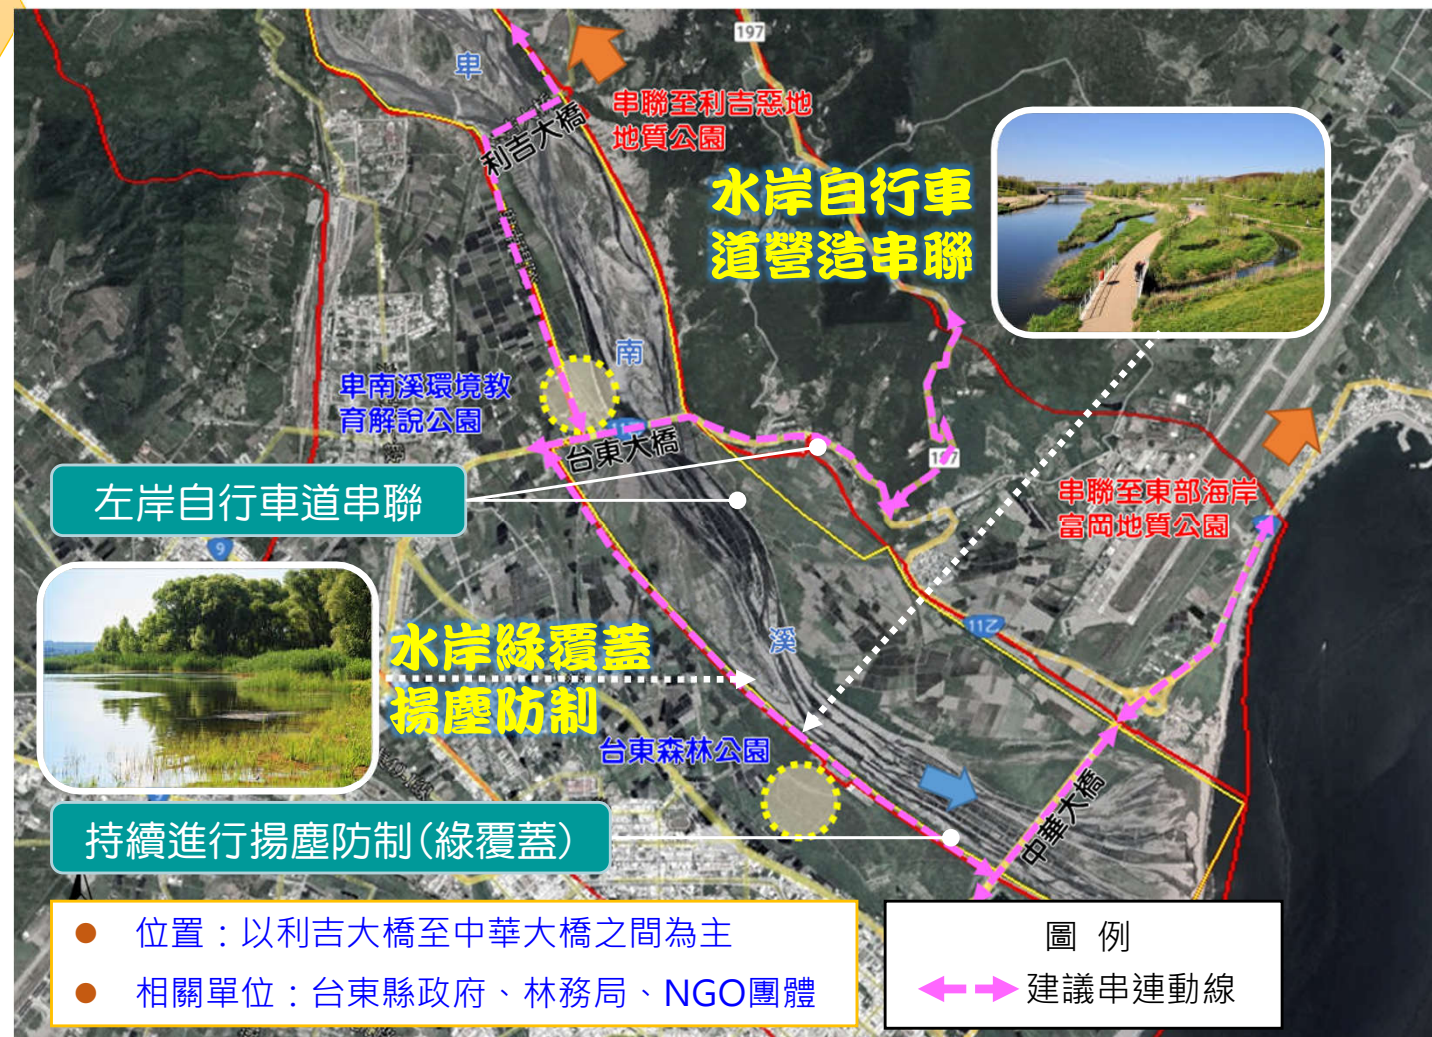 197
卑
串聯至利吉惡地
地質公園
利吉大橋
水岸自行車
道營造串聯
南
卑南溪環境教
育解說公園
台東大橋
197
左岸自行車道串聯
串聯至東部海岸
富岡地質公園
9
11乙
水岸綠覆蓋
揚塵防制
溪
台東森林公園
中華大橋
持續進行揚塵防制(綠覆蓋)
位置：以利吉大橋至中華大橋之間為主
相關單位：台東縣政府、林務局、NGO團體
圖 例
建議串連動線